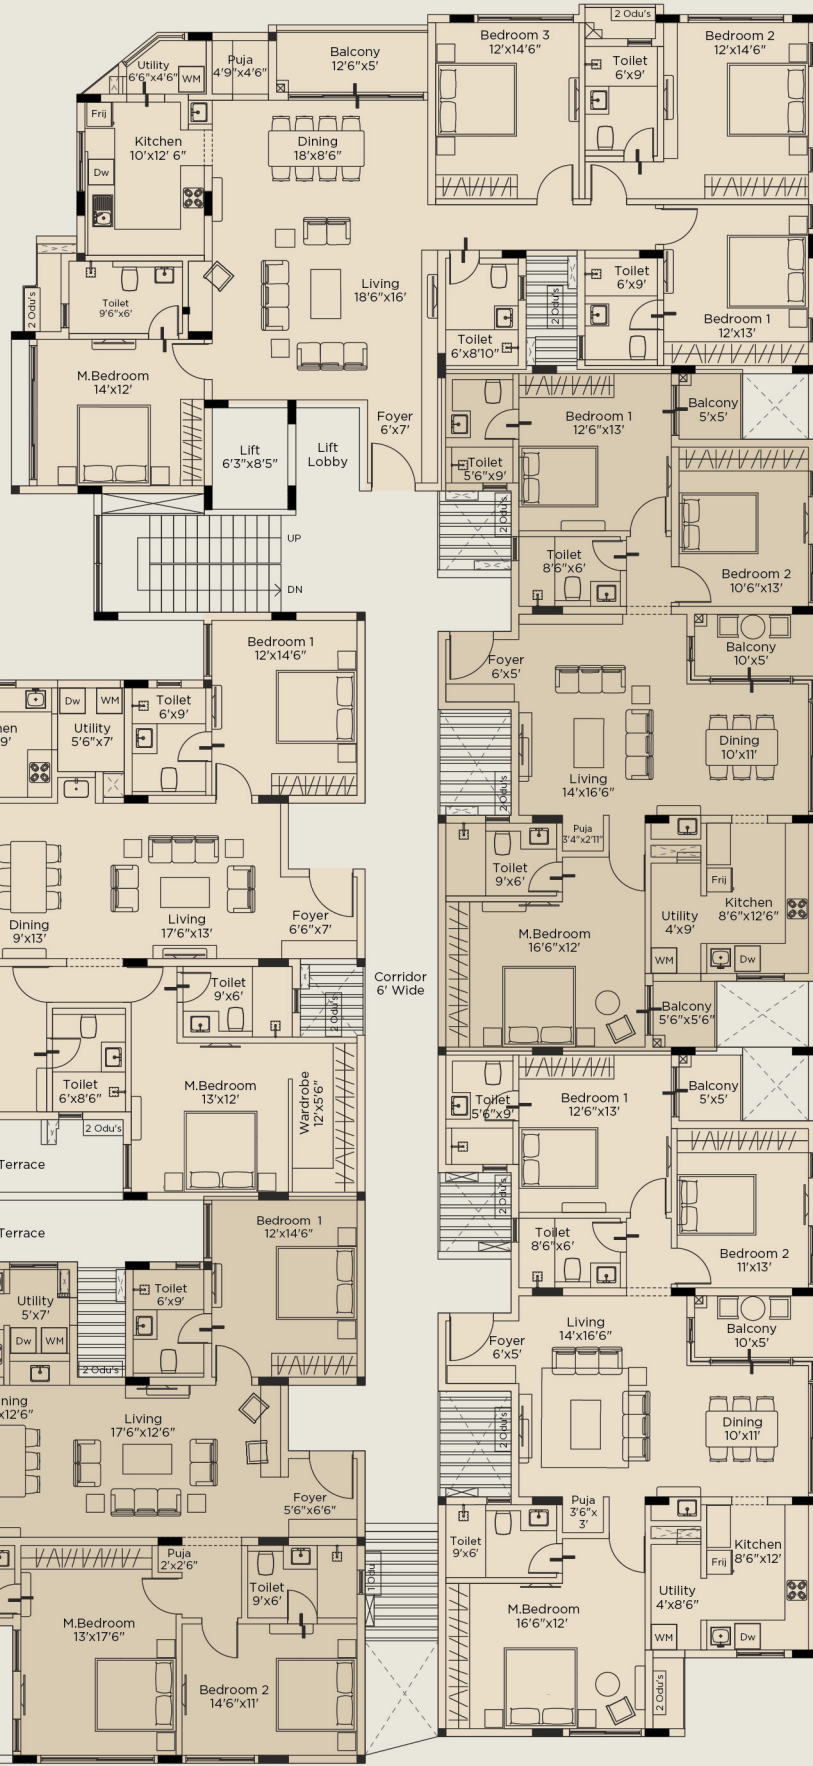 Utility
6'6"x4'6"
WM
Puja
4'9"x4'6"
Balcony
12'6"x5'
Bedroom 3
12'x14'6"
2 Odu's
Toilet
6'x9'
Bedroom 2
12'x14'6"
Frij
Kitchen
10'x12' 6"
Dw
Dining
18'x8'6"
Living
18'6"x16'
2 Odu's
Toilet
9'6"x6'
Toilet
6'x8'10"
2 Odu's
Toilet
6'x9'
Bedroom 1
12'x13'
M.Bedroom
14'x12'
Foyer
6'x7'
Lift
6'3"x8'5"
Lift
Lobby
Toilet
5'6"x9'
Bedroom 1
12'6"x13'
Balcony
5'x5'
2 Odu's
UP
DN
Toilet
8'6"x6'
Bedroom 2
10'6"x13'
Bedroom 1
12'x14'6"
Foyer
6'x5'
Balcony
10'x5'
hen
x9'
Dw
WM
Utility
5'6"x7'
Toilet
6'x9'
2 Odu's
Living
14'x16'6"
Dining
10'x11'
Dining
9'x13'
Living
17'6"x13'
Foyer
6'6"x7'
Puja
3'4"x2'11"
Toilet
9'x6'
Frij
Kitchen
8'6"x12'6"
Utility
4'x9'
WM
Dw
M.Bedroom
16'6"x12'
Toilet
9'x6'
2 Odu's
Corridor
6' Wide
Balcony
5'6"x5'6"
Toilet
6'x8'6"
M.Bedroom
13'x12'
Wardrobe
12'x5'6"
2 Odu's
Terrace
Toilet
5'6"x9'
Bedroom 1
12'6"x13'
Balcony
5'x5'
2 Odu's
Terrace
Bedroom 1
12'x14'6"
Toilet
8'6"x6'
Bedroom 2
11'x13'
Utility
5'x7'
Dw
WM
2 Odu's
Toilet
6'x9'
Foyer
6'x5'
Living
14'x16'6"
Balcony
10'x5'
ning
x12'6"
Living
17'6"x12'6"
2 Odu's
Dining
10'x11'
Foyer
5'6"x6'6"
Puja
3'6"x
3'
Puja
2'x2'6"
Toilet
9'x6'
1 Odu
Toilet
9'x6'
Kitchen
8'6"x12'
Frij
Utility
4'x8'6"
WM
Dw
M.Bedroom
13'x17'6"
Bedroom 2
14'6"x11'
M.Bedroom
16'6"x12'
2 Odu's